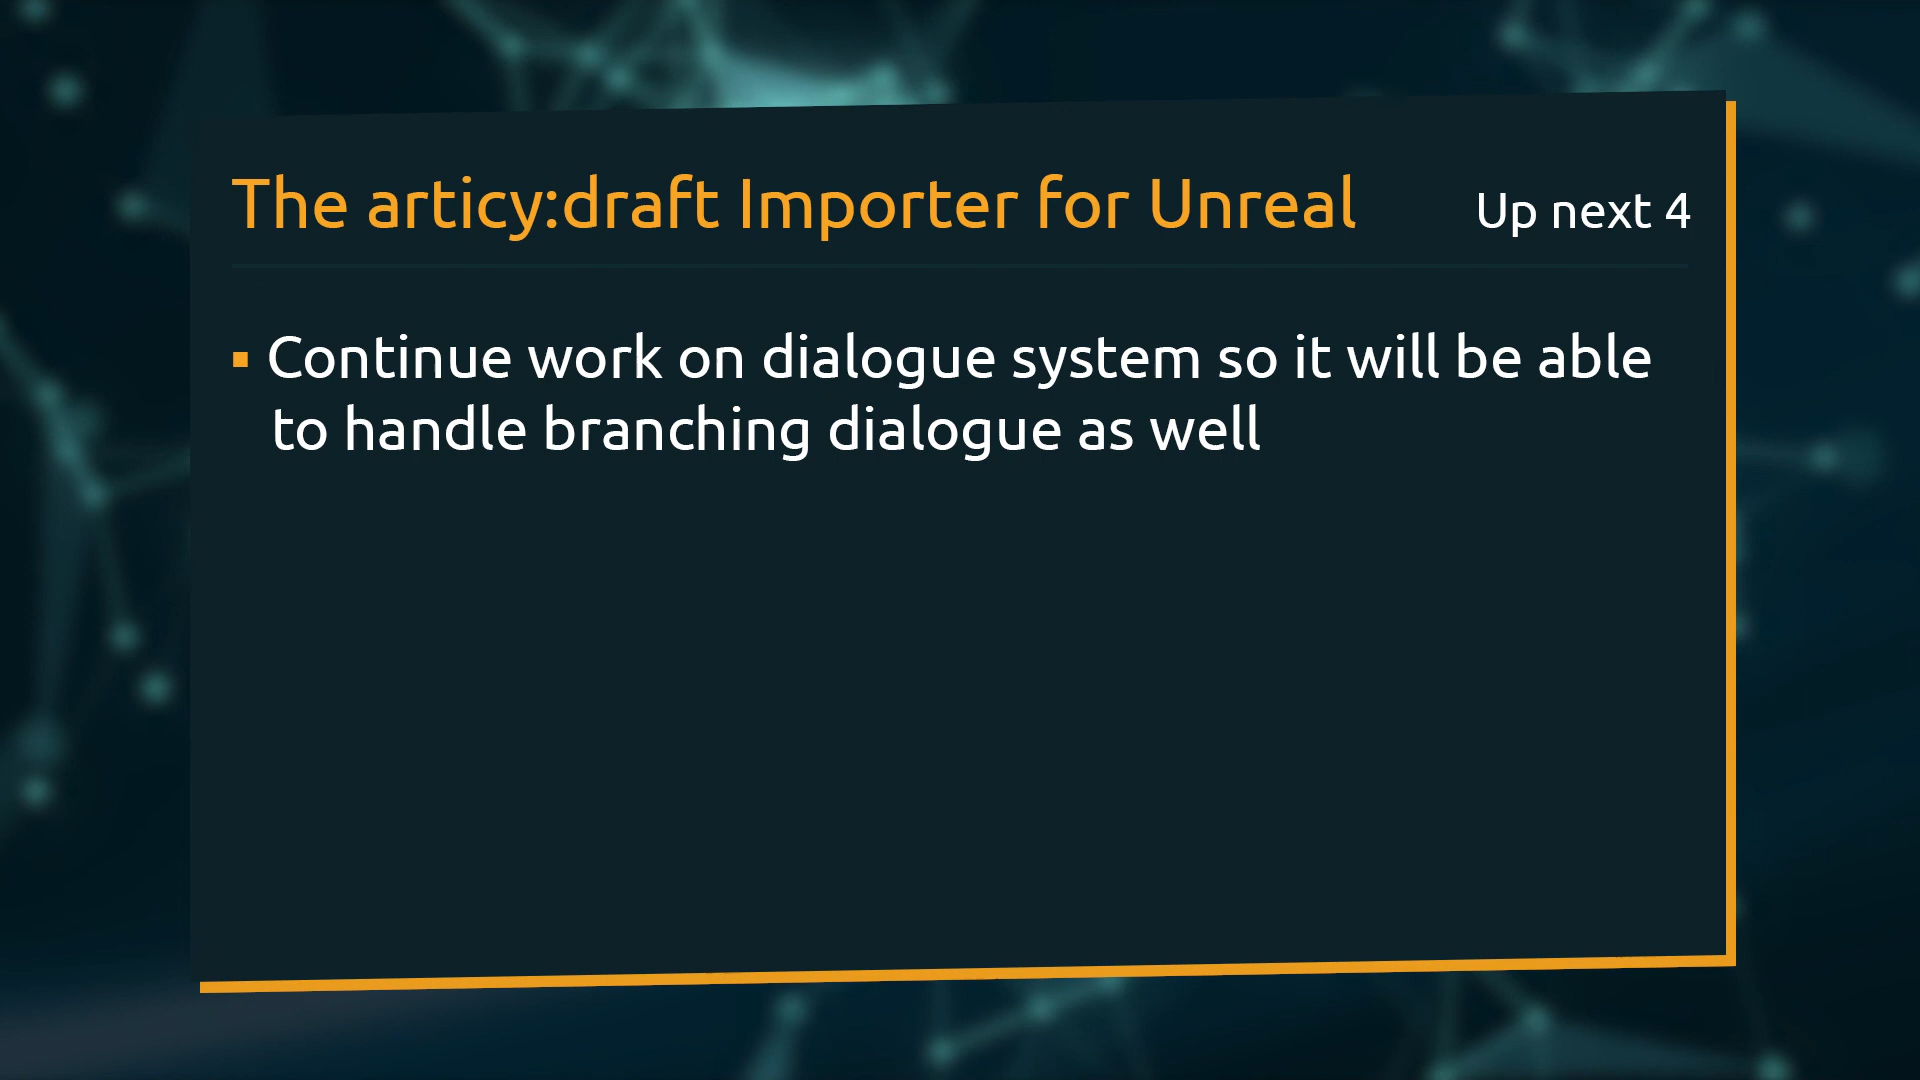 The articy:draft Importer for Unreal
Up next 4
▪ Continue work on dialogue system so it will be able
to handle branching dialogue as well